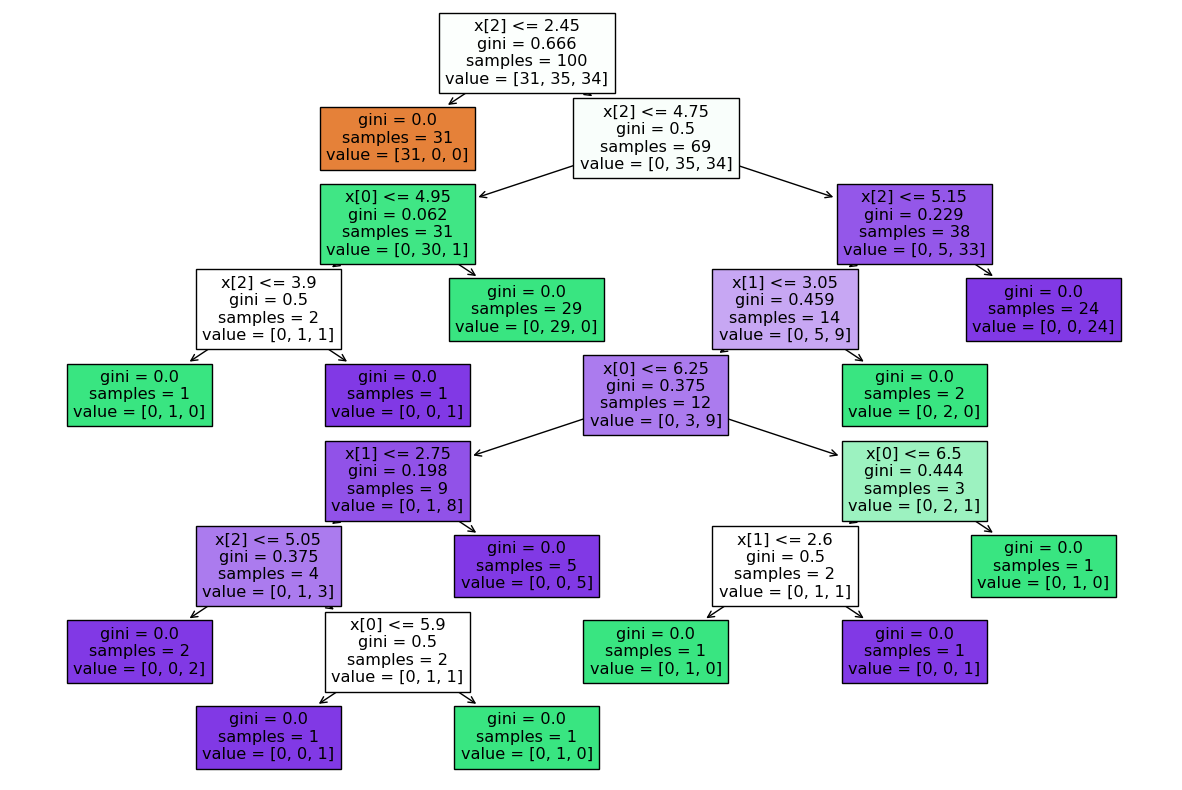 x[2] <= 2.45
gini = 0.666
samples = 100
value = [31, 35, 34]
gini = 0.0
samples = 31
value = [31, 0, 0]
x[2] <= 4.75
gini = 0.5
samples = 69
value = [0, 35, 34]
x[0] <= 4.95
gini = 0.062
samples = 31
value = [0, 30, 1]
x[2] <= 5.15
gini = 0.229
samples = 38
value = [0, 5, 33]
x[2] <= 3.9
gini = 0.5
samples = 2
value = [0, 1, 1]
gini = 0.0
samples = 29
value = [0, 29, 0]
x[1] <= 3.05
gini = 0.459
samples = 14
value = [0, 5, 9]
gini = 0.0
samples = 24
value = [0, 0, 24]
gini = 0.0
samples = 1
value = [0, 1, 0]
gini = 0.0
samples = 1
value = [0, 0, 1]
x[0] <= 6.25
gini = 0.375
samples = 12
value = [0, 3, 9]
gini = 0.0
samples = 2
value = [0, 2, 0]
x[1] <= 2.75
gini = 0.198
samples = 9
value = [0, 1, 8]
x[0] <= 6.5
gini = 0.444
samples = 3
value = [0, 2, 1]
x[2] <= 5.05
gini = 0.375
samples = 4
value = [0, 1, 3]
gini = 0.0
samples = 5
value = [0, 0, 5]
x[1] <= 2.6
gini = 0.5
samples = 2
value = [0, 1, 1]
gini = 0.0
samples = 1
value = [0, 1, 0]
gini = 0.0
samples = 2
value = [0, 0, 2]
x[0] <= 5.9
gini = 0.5
samples = 2
value = [0, 1, 1]
gini = 0.0
samples = 1
value = [0, 1, 0]
gini = 0.0
samples = 1
value = [0, 0, 1]
gini = 0.0
samples = 1
value = [0, 0, 1]
gini = 0.0
samples = 1
value = [0, 1, 0]